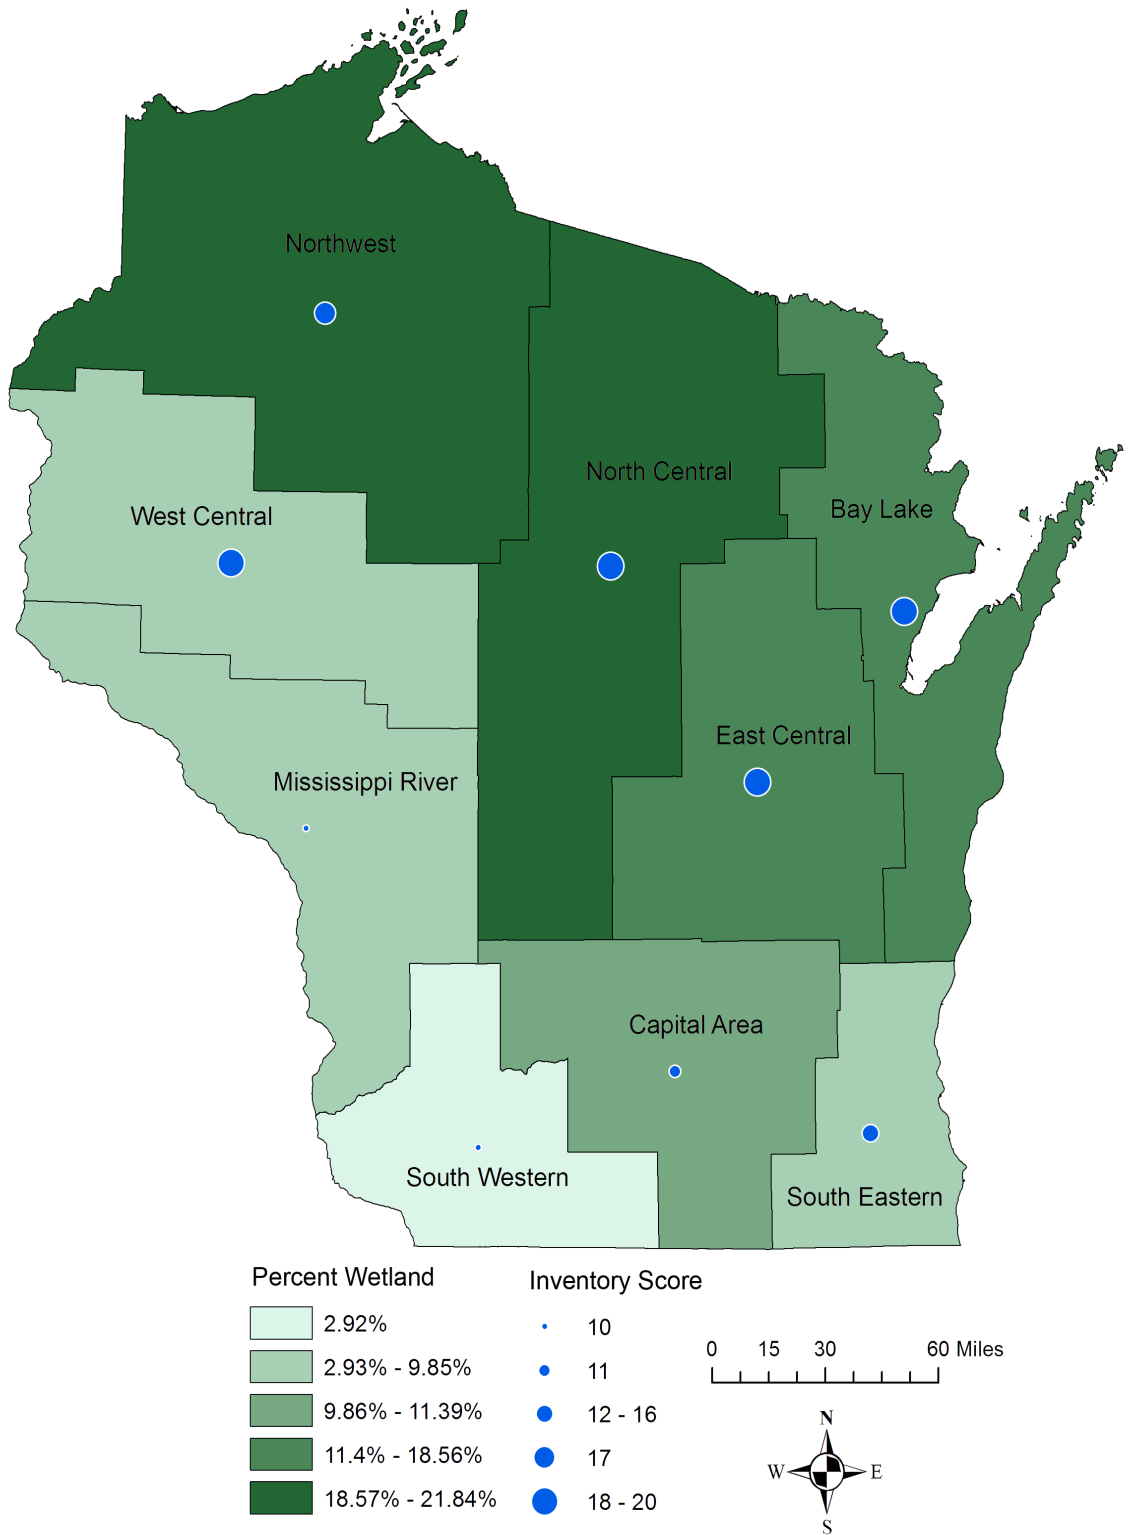 Northwest
North Central
Bay Lake
West Central
East Central
Mississippi River
Capital Area
South Western
South Eastern
Percent Wetland
2.92%
2.93% - 9.85%
9.86% - 11.39%
11.4% - 18.56%
18.57% - 21.84%
Inventory Score
10
11
12 - 16
17
18 - 20
0 15 30 60 Miles
N
W E
S